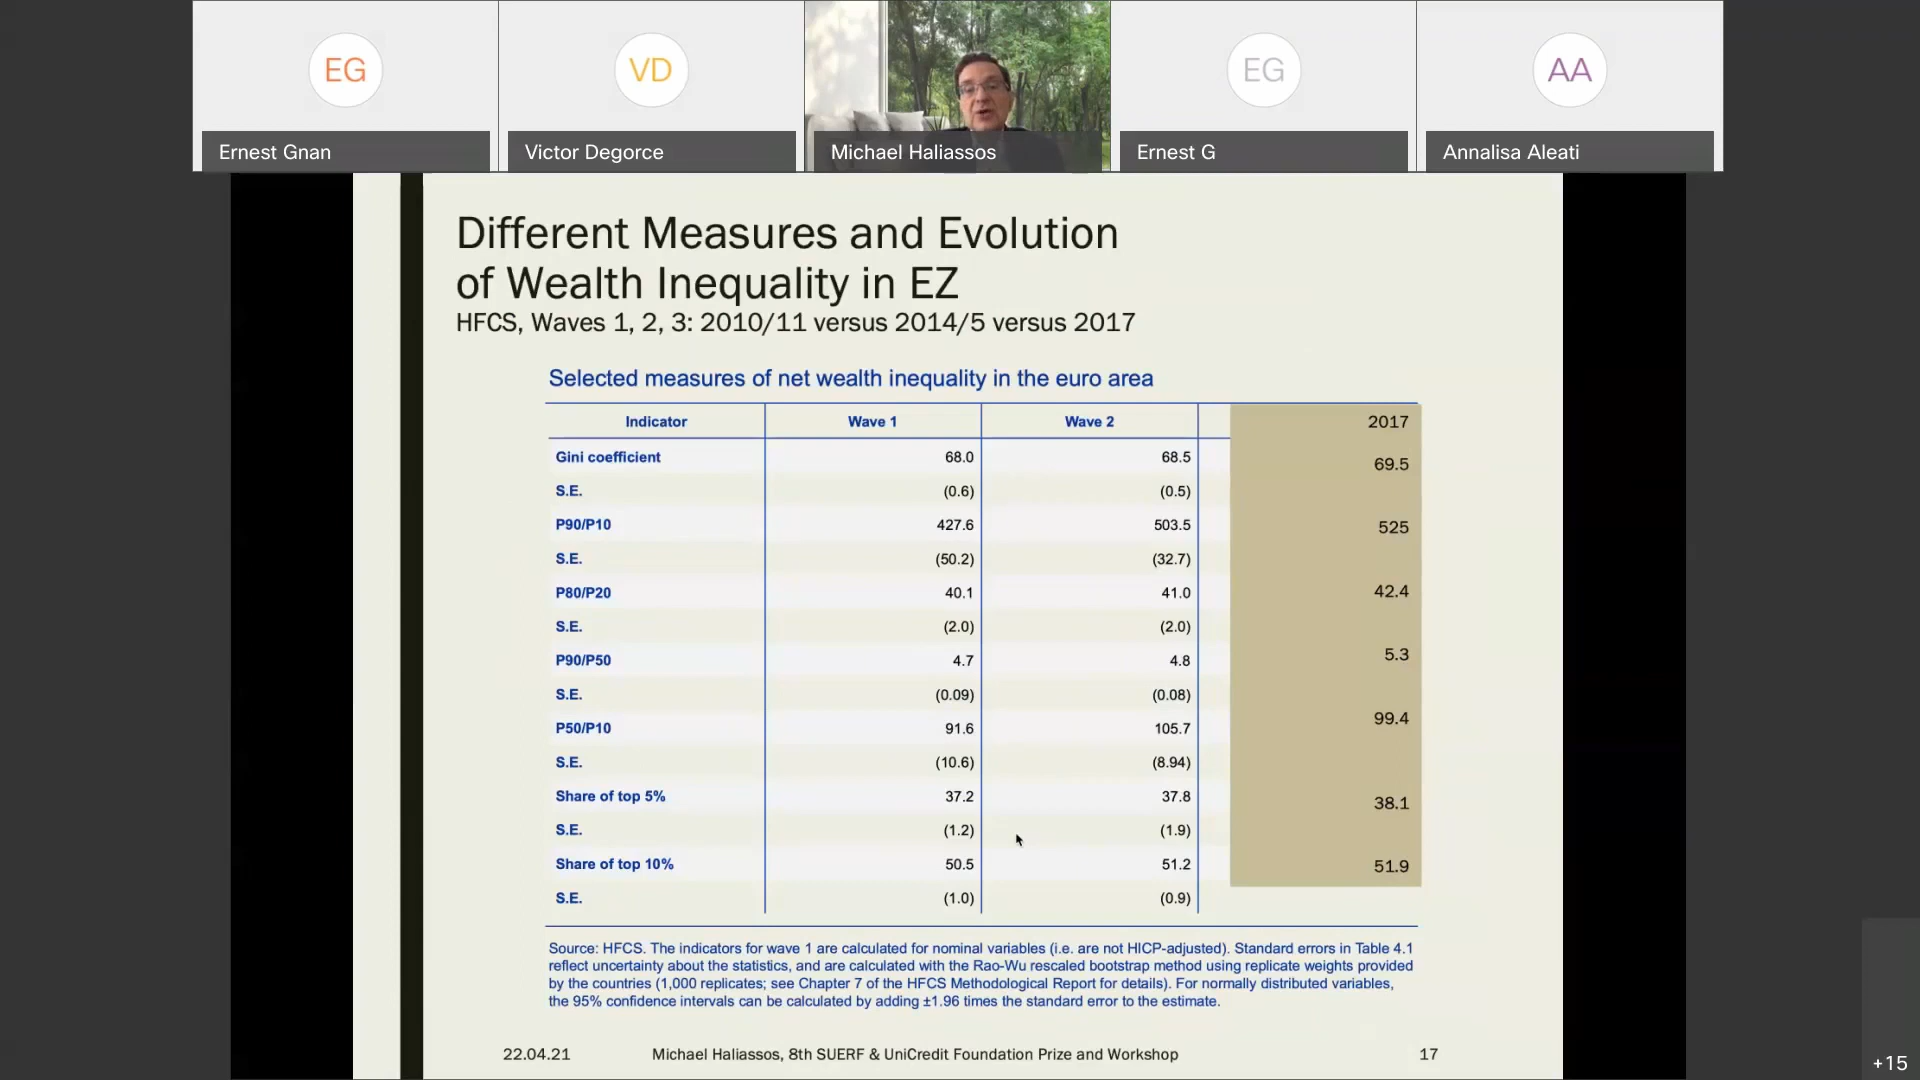 EG
VD
EG
AA
Ernest Gnan
Victor Degorce
Michael Haliassos
Ernest G
Annalisa Aleati
Different Measures and Evolution
of Wealth Inequality in EZ
HFCS, Waves 1, 2, 3: 2010/11 versus 2014/5 versus 2017
Selected measures of net wealth inequality in the euro area
Indicator Wave 1 Wave 2 2017
Gini coefficient 68.0 68.5 69.5
S.E. (0.6) (0.5)
P90/P10 427.6 503.5 525
S.E. (50.2) (32.7)
P80/P20 40.1 41.0 42.4
S.E. (2.0) (2.0)
P90/P50 4.7 4.8 5.3
S.E. (0.09) (0.08)
P50/P10 91.6 105.7 99.4
S.E. (10.6) (8.94)
Share of top 5% 37.2 37.8 38.1
S.E. (1.2) (1.9)
Share of top 10% 50.5 51.2 51.9
S.E. (1.0) (0.9)
Source: HFCS. The indicators for wave 1 are calculated for nominal variables (i.e. are not HICP-adjusted). Standard errors in Table 4.1
reflect uncertainty about the statistics, and are calculated with the Rao-Wu rescaled bootstrap method using replicate weights provided
by the countries (1,000 replicates; see Chapter 7 of the HFCS Methodological Report for details). For normally distributed variables,
the 95% confidence intervals can be calculated by adding ±1.96 times the standard error to the estimate.
22.04.21 Michael Haliassos, 8th SUERF & UniCredit Foundation Prize and Workshop 17
+15